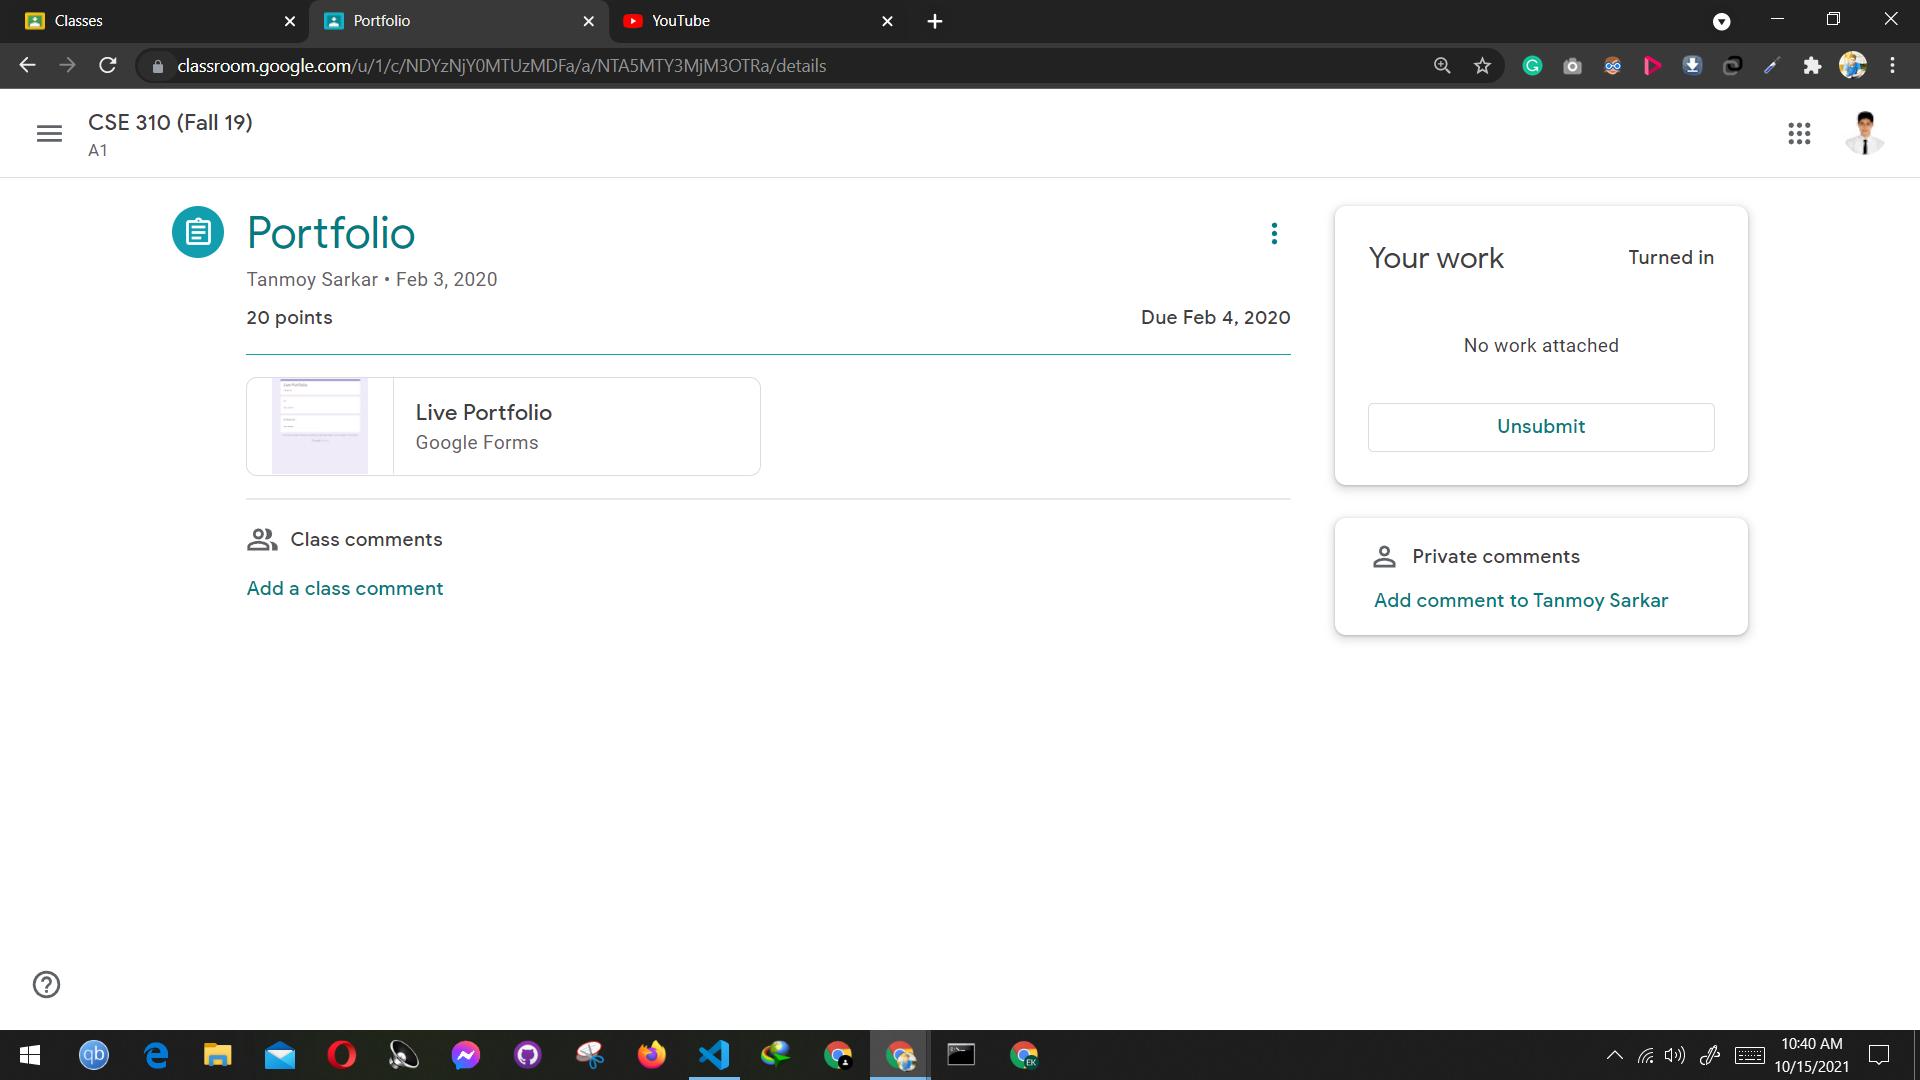 Classes
Portfolio
YouTube
classroom.google.com/u/1/c/NDYzNjY0MTUzMDFa/a/NTA5MTY3MjM3OTRa/details
CSE 310 (Fall 19)
A1
Portfolio
Tanmoy Sarkar • Feb 3, 2020
20 points
Due Feb 4, 2020
Live Portfolio
Google Forms
Class comments
Add a class comment
Your work
Turned in
No work attached
Unsubmit
Private comments
Add comment to Tanmoy Sarkar
qb
EK
10:40 AM
10/15/2021